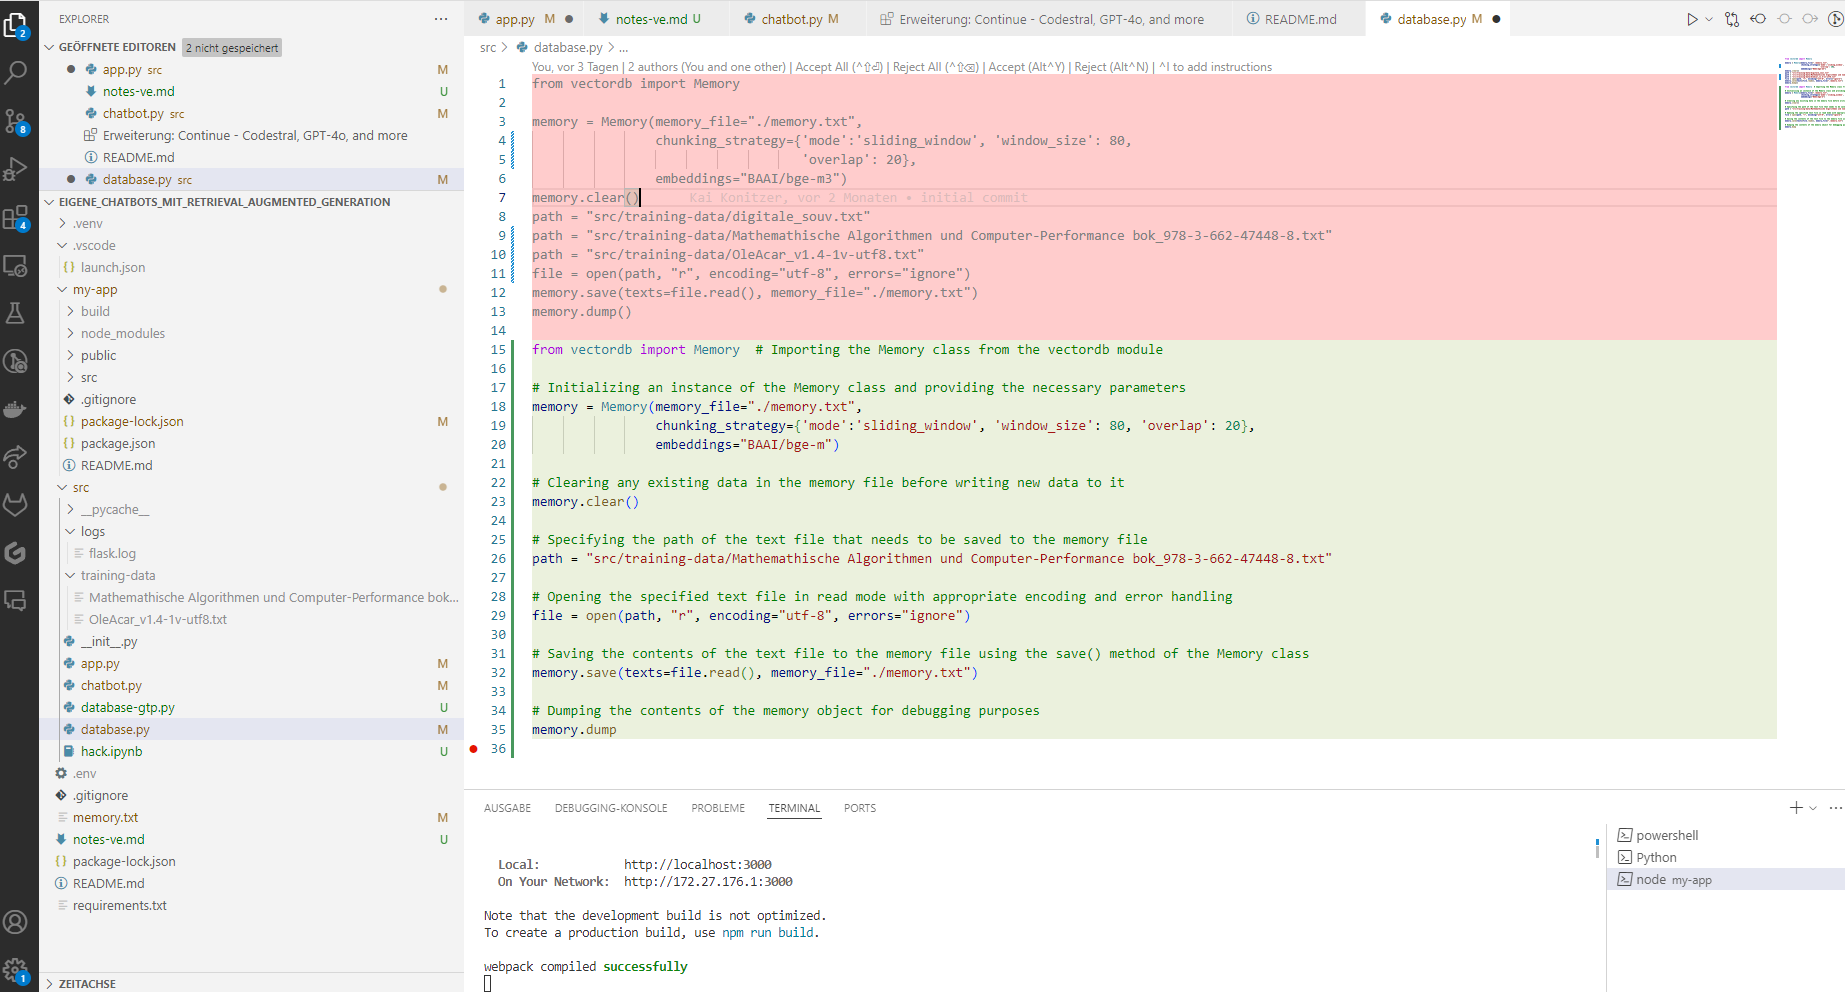 EXPLORER
GEÖFFNETE EDITOREN 2 nicht gespeichert
app.py src M
notes-ve.md U
chatbot.py src M
Erweiterung: Continue - Codestral, GPT-4o, and more
README.md
database.py src M
EIGENE_CHATBOTS_MIT_RETRIEVAL_AUGMENTED_GENERATION
.venv
.vscode
launch.json
my-app
build
node_modules
public
src
.gitignore
package-lock.json M
package.json
README.md
src
__pycache__
logs
flask.log
training-data
Mathemathische Algorithmen und Computer-Performance bok...
OleAcar_v1.4-1v-utf8.txt
__init__.py
app.py M
chatbot.py M
database-gtp.py U
database.py M
hack.ipynb U
.env
.gitignore
memory.txt M
notes-ve.md U
package-lock.json
README.md
requirements.txt
ZEITACHSE
2
8
4
1
app.py M
notes-ve.md U
chatbot.py M
Erweiterung: Continue - Codestral, GPT-4o, and more
README.md
database.py M
src > database.py > ...
You, vor 3 Tagen | 2 authors (You and one other) | Accept All (^⇧⏎) | Reject All (^⇧⌫) | Accept (Alt^Y) | Reject (Alt^N) | ^I to add instructions
1 from vectordb import Memory
2
3 memory = Memory(memory_file="./memory.txt",
4 chunking_strategy={'mode':'sliding_window', 'window_size': 80,
5 'overlap': 20},
6 embeddings="BAAI/bge-m3")
7 memory.clear() Kai Konitzer, vor 2 Monaten • initial commit
8 path = "src/training-data/digitale_souv.txt"
9 path = "src/training-data/Mathemathische Algorithmen und Computer-Performance bok_978-3-662-47448-8.txt"
10 path = "src/training-data/OleAcar_v1.4-1v-utf8.txt"
11 file = open(path, "r", encoding="utf-8", errors="ignore")
12 memory.save(texts=file.read(), memory_file="./memory.txt")
13 memory.dump()
14
15 from vectordb import Memory # Importing the Memory class from the vectordb module
16
17 # Initializing an instance of the Memory class and providing the necessary parameters
18 memory = Memory(memory_file="./memory.txt",
19 chunking_strategy={'mode':'sliding_window', 'window_size': 80, 'overlap': 20},
20 embeddings="BAAI/bge-m")
21
22 # Clearing any existing data in the memory file before writing new data to it
23 memory.clear()
24
25 # Specifying the path of the text file that needs to be saved to the memory file
26 path = "src/training-data/Mathemathische Algorithmen und Computer-Performance bok_978-3-662-47448-8.txt"
27
28 # Opening the specified text file in read mode with appropriate encoding and error handling
29 file = open(path, "r", encoding="utf-8", errors="ignore")
30
31 # Saving the contents of the text file to the memory file using the save() method of the Memory class
32 memory.save(texts=file.read(), memory_file="./memory.txt")
33
34 # Dumping the contents of the memory object for debugging purposes
35 memory.dump
36
AUSGABE DEBUGGING-KONSOLE PROBLEME TERMINAL PORTS
Local: http://localhost:3000
On Your Network: http://172.27.176.1:3000
Note that the development build is not optimized.
To create a production build, use npm run build.
webpack compiled successfully
powershell
Python
node my-app